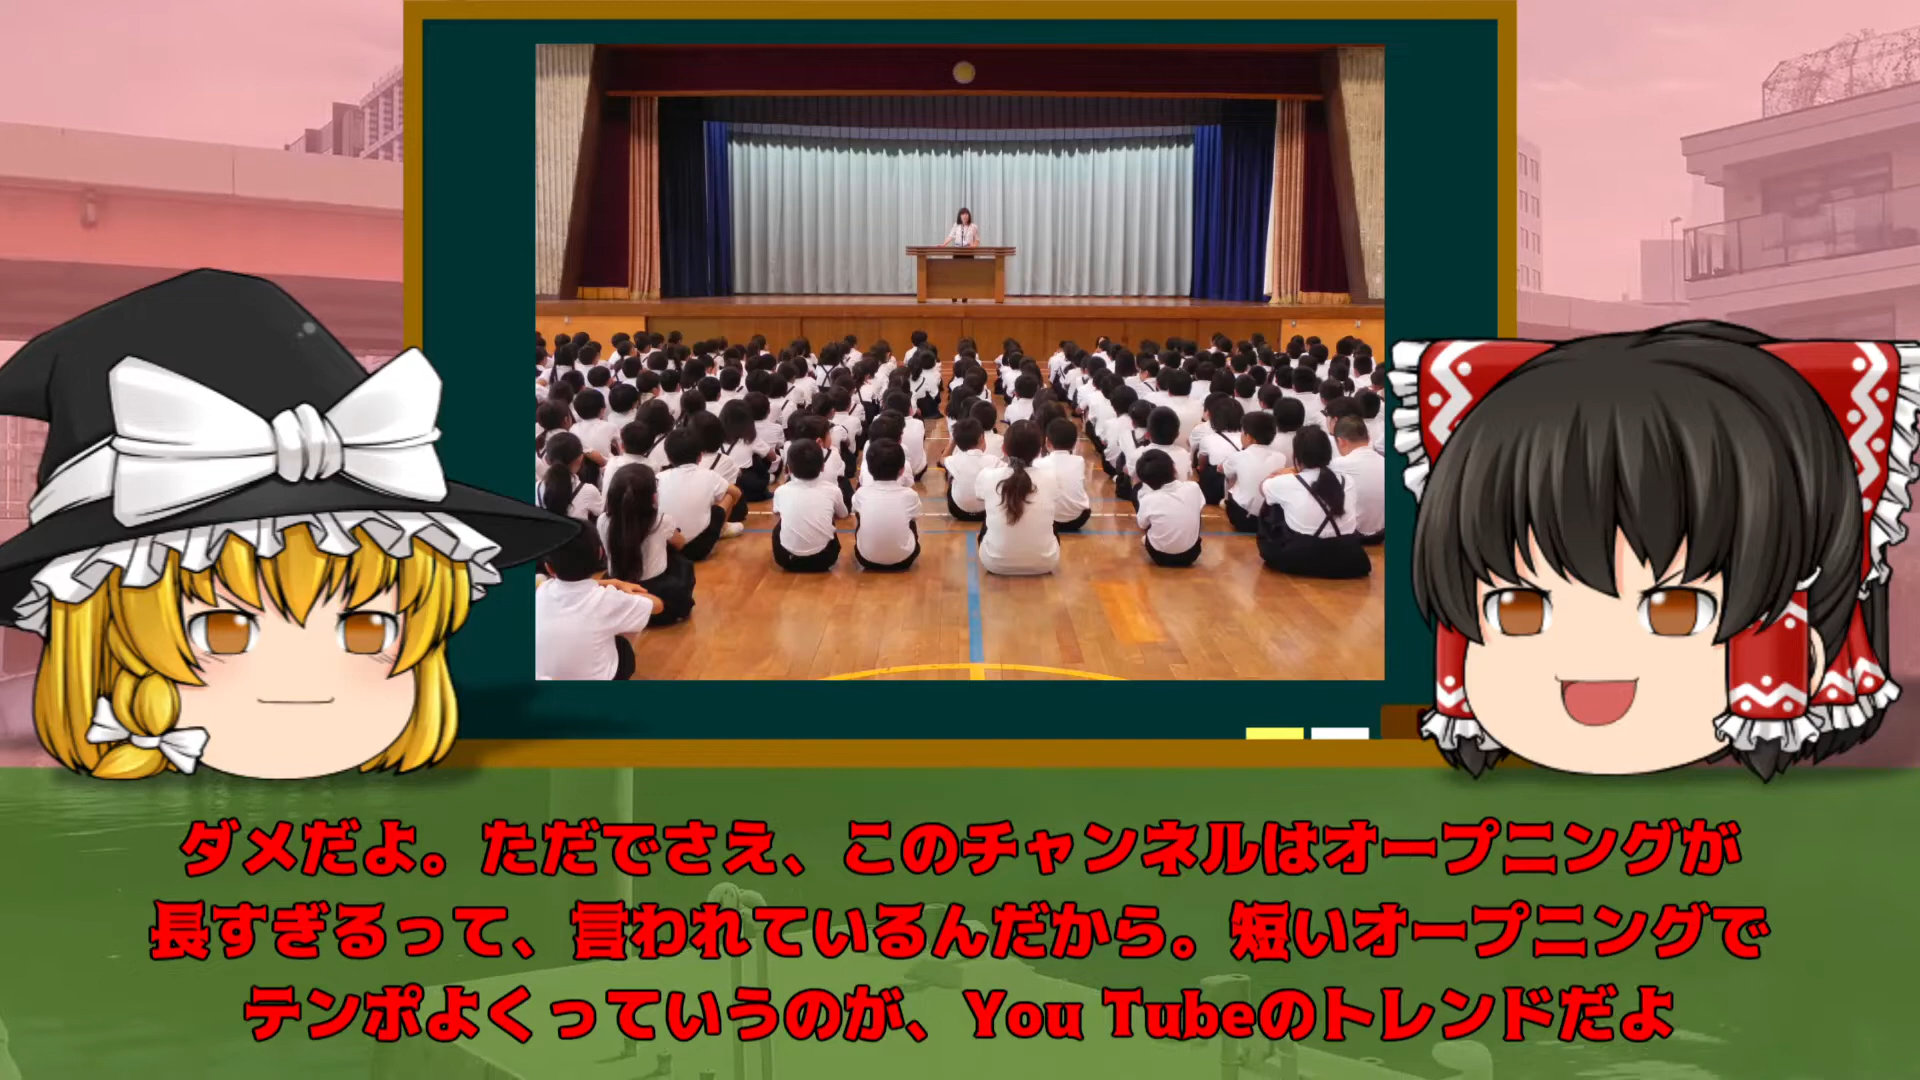 ダメだよ。ただでさえ、このチャンネルはオープニングが
長すぎるって、言われているんだから。短いオープニングで
テンポよくっていうのが、You Tubeのトレンドだよ